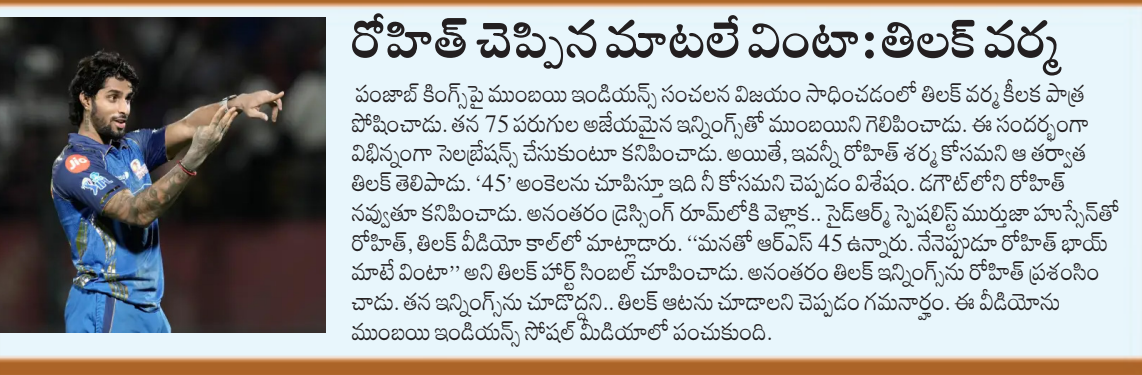 రోహిత్ చెప్పిన మాటలే వింటా: తిలక్ వర్మ
పంజాబ్ కింగ్స్‌పై ముంబయి ఇండియన్స్ సంచలన విజయం సాధించడంలో తిలక్ వర్మ కీలక పాత్ర
పోషించాడు. తన 75 పరుగుల అజేయమైన ఇన్నింగ్స్‌తో ముంబయిని గెలిపించాడు. ఈ సందర్భంగా
విభిన్నంగా సెలబ్రేషన్స్ చేసుకుంటూ కనిపించాడు. అయితే, ఇవన్నీ రోహిత్ శర్మ కోసమని ఆ తర్వాత
తిలక్ తెలిపాడు. ‘45’ అంకెలను చూపిస్తూ ఇది నీ కోసమని చెప్పడం విశేషం. డగౌట్‌లోని రోహిత్
నవ్వుతూ కనిపించాడు. అనంతరం డ్రెస్సింగ్ రూమ్‌లోకి వెళ్లాక.. సైడ్ఆర్మ్ స్పెషలిస్ట్ ముర్తుజా హుస్సేన్‌తో
రోహిత్, తిలక్ వీడియో కాల్‌లో మాట్లాడారు. ‘‘మనతో ఆర్ఎస్ 45 ఉన్నారు. నేనెప్పుడూ రోహిత్ భాయ్
మాటే వింటా’’ అని తిలక్ హార్ట్ సింబల్ చూపించాడు. అనంతరం తిలక్ ఇన్నింగ్స్‌ను రోహిత్ ప్రశంసిం
చాడు. తన ఇన్నింగ్స్‌ను చూడొద్దని.. తిలక్ ఆటను చూడాలని చెప్పడం గమనార్హం. ఈ వీడియోను
ముంబయి ఇండియన్స్ సోషల్ మీడియాలో పంచుకుంది.
Jio